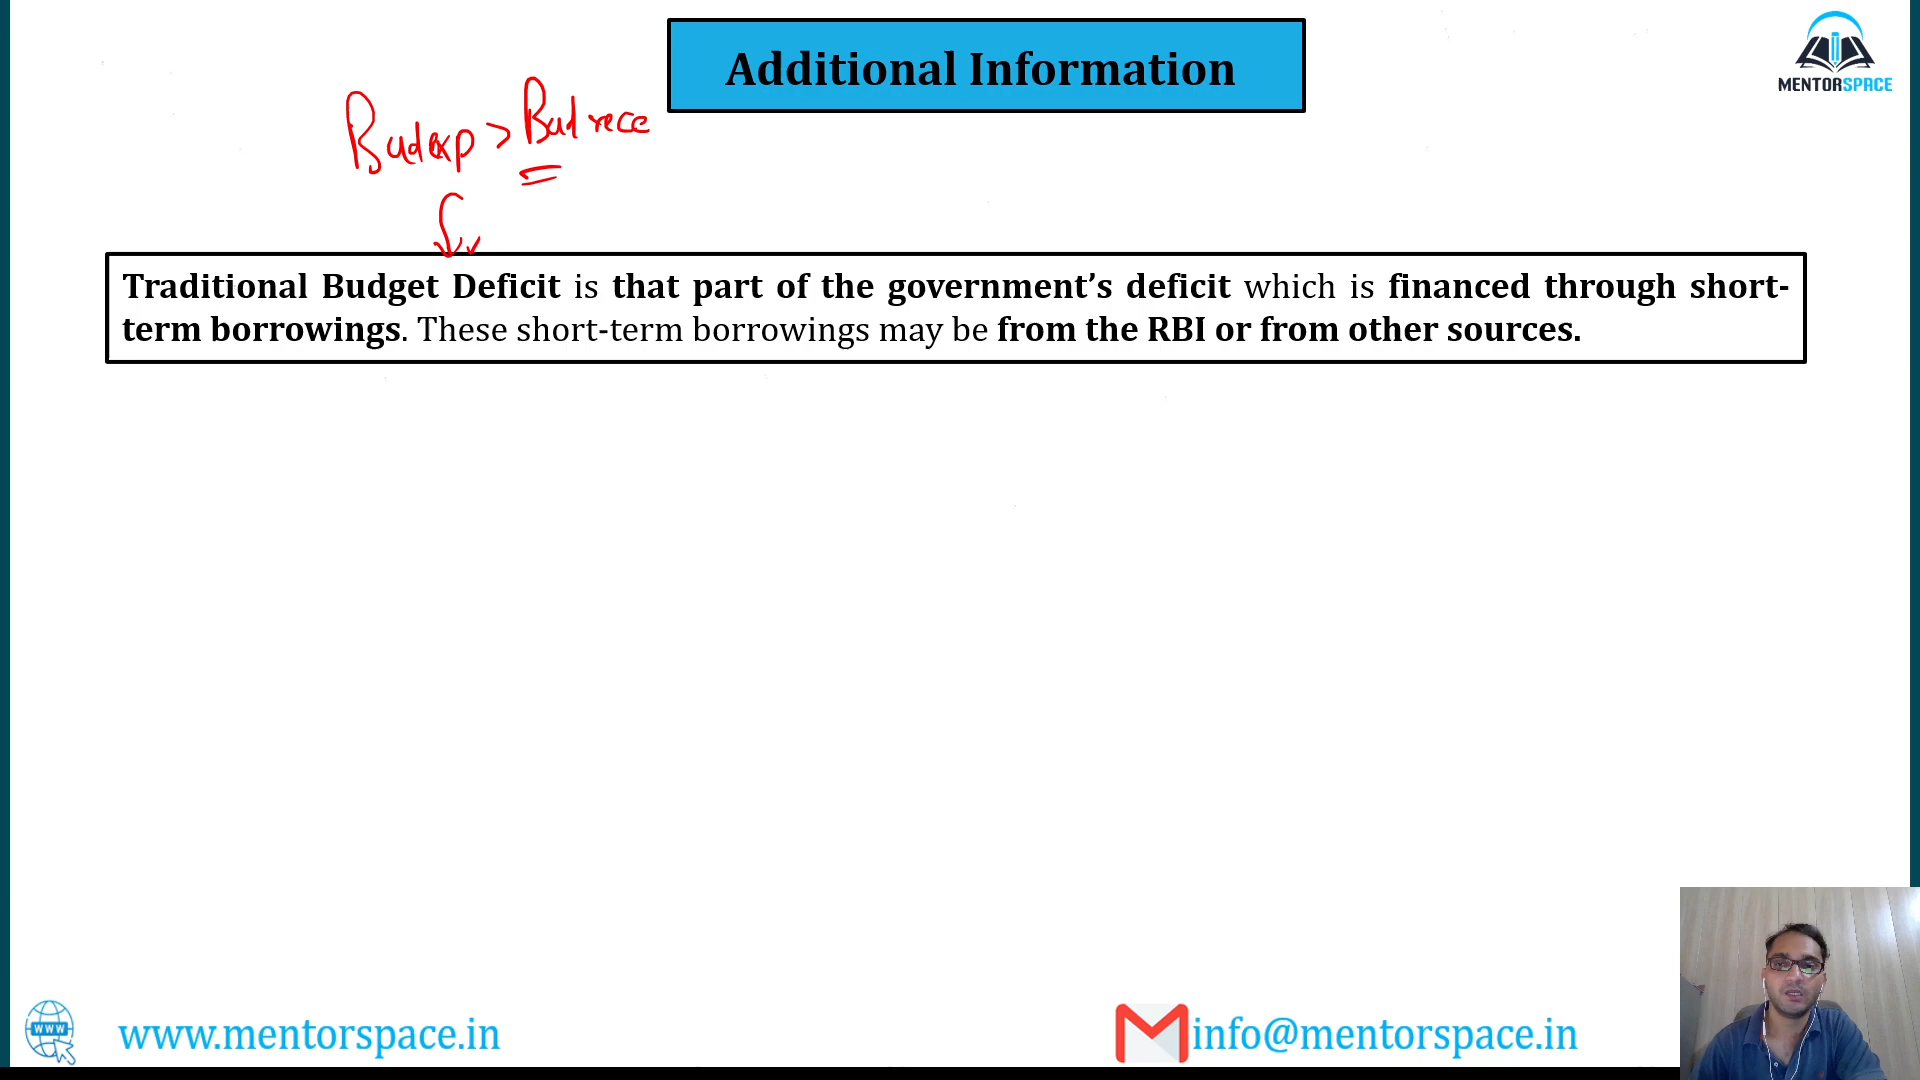 Additional Information
MENTORSPACE
Bud exp > Bud rece
Traditional Budget Deficit is that part of the government’s deficit which is financed through short-
term borrowings. These short-term borrowings may be from the RBI or from other sources.
WWW
www.mentorspace.in
info@mentorspace.in